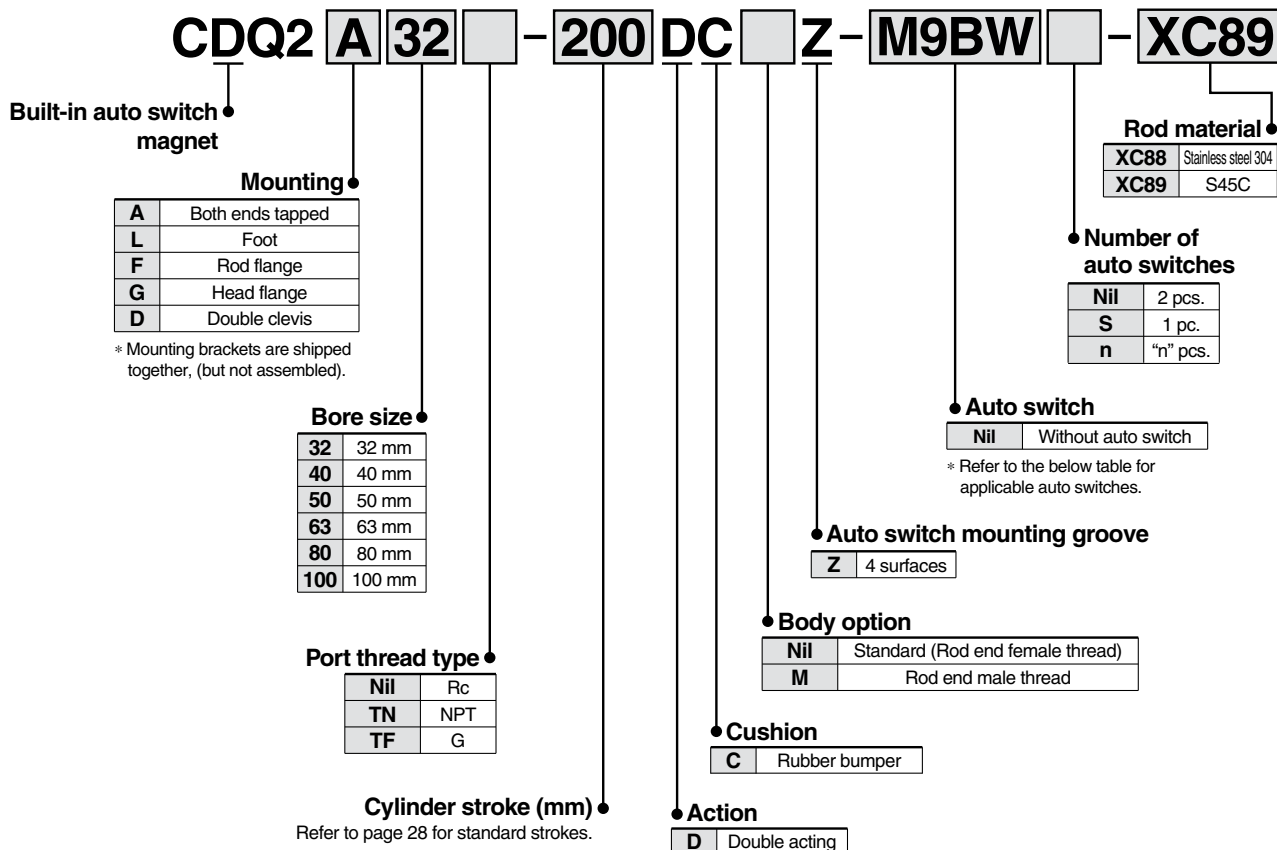 CDQ2 A 32 – 200 D C Z – M9BW – XC89
Built-in auto switch
magnet
Rod material
XC88 Stainless steel 304
XC89 S45C
Mounting
A Both ends tapped
L Foot
F Rod flange
G Head flange
D Double clevis
* Mounting brackets are shipped
together, (but not assembled).
Number of
auto switches
Nil 2 pcs.
S 1 pc.
n “n” pcs.
Bore size
32 32 mm
40 40 mm
50 50 mm
63 63 mm
80 80 mm
100 100 mm
Auto switch
Nil Without auto switch
* Refer to the below table for
applicable auto switches.
Auto switch mounting groove
Z 4 surfaces
Body option
Nil Standard (Rod end female thread)
M Rod end male thread
Port thread type
Nil Rc
TN NPT
TF G
Cushion
C Rubber bumper
Cylinder stroke (mm)
Refer to page 28 for standard strokes.
Action
D Double acting